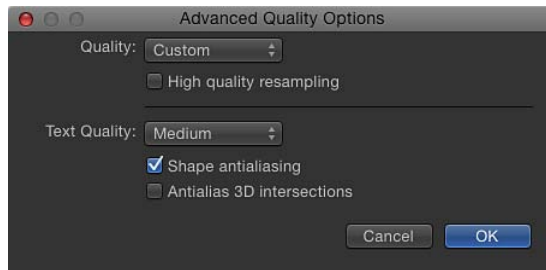 Advanced Quality Options
Quality: Custom
High quality resampling
Text Quality: Medium
Shape antialiasing
Antialias 3D intersections
Cancel OK